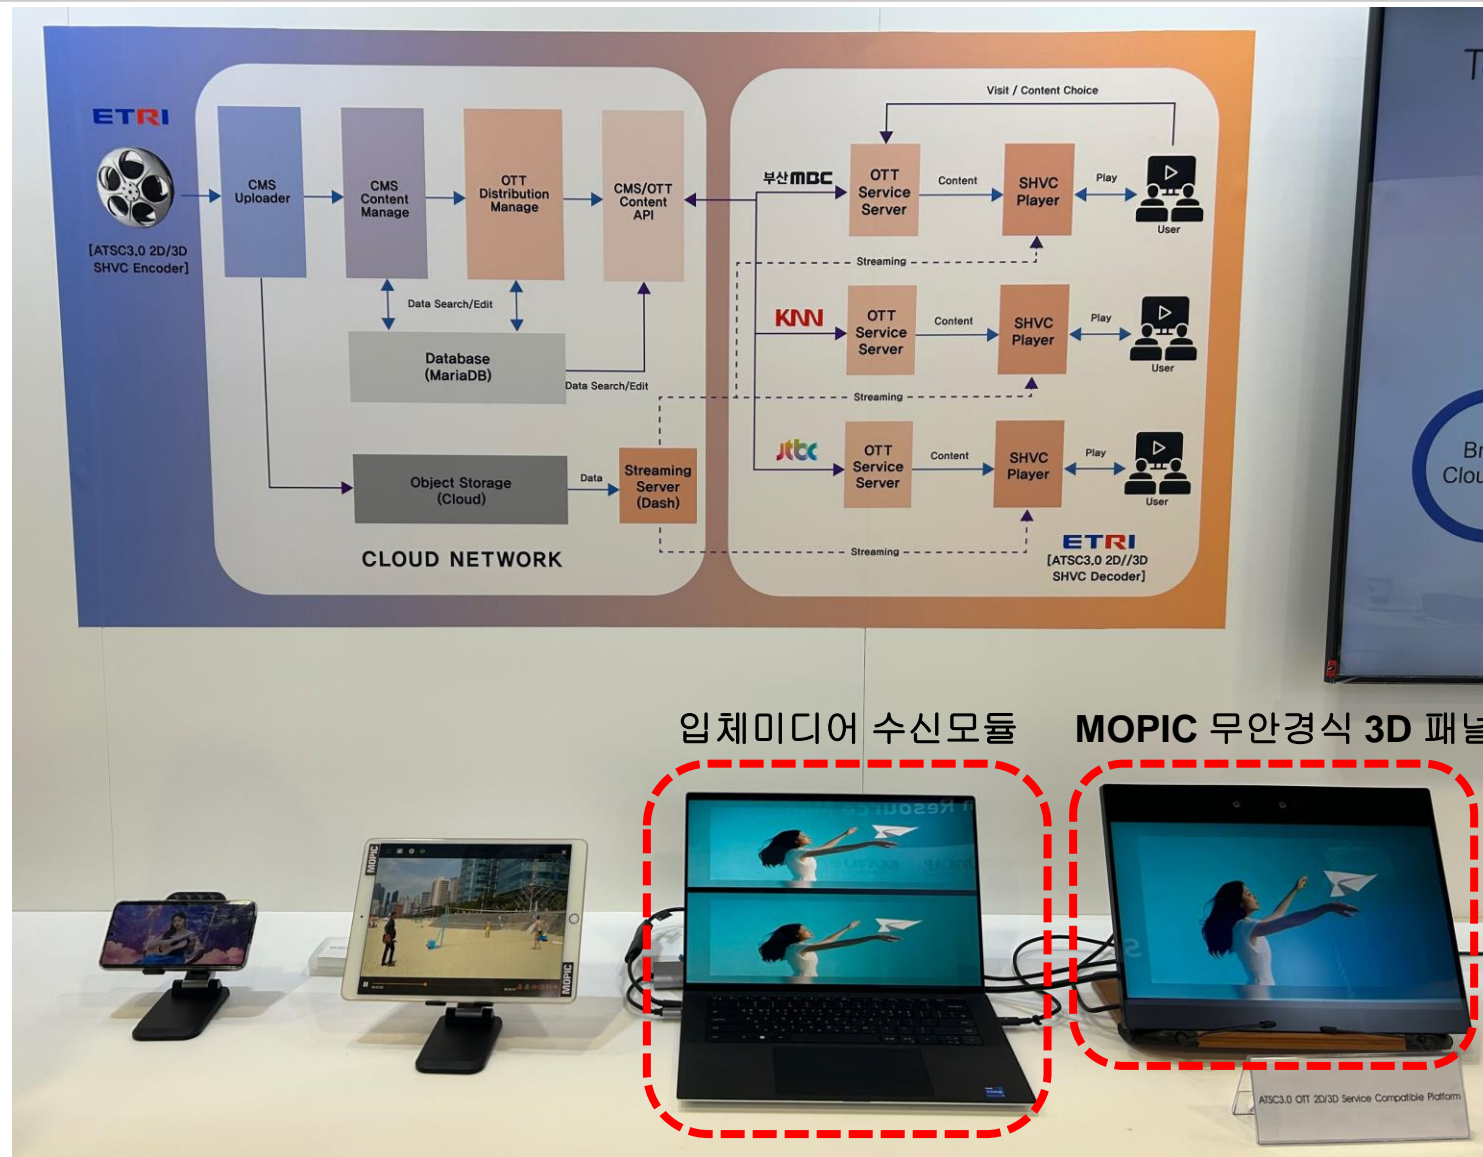 ETRI
[ATSC3.0 2D/3D
SHVC Encoder]
CMS
Uploader
CMS
Content
Manage
OTT
Distribution
Manage
CMS/OTT
Content
API
Data Search/Edit
Database
(MariaDB)
Data Search/Edit
Object Storage
(Cloud)
Data
Streaming
Server
(Dash)
CLOUD NETWORK
Visit / Content Choice
부산MBC
OTT
Service
Server
Content
SHVC
Player
Play
User
Streaming
KNN
OTT
Service
Server
Content
SHVC
Player
Play
User
Streaming
jtbc
OTT
Service
Server
Content
SHVC
Player
Play
User
Streaming
ETRI
[ATSC3.0 2D//3D
SHVC Decoder]
입체미디어 수신모듈
MOPIC 무안경식 3D 패널
MOPIC
MOPIC
ATSC3.0 OTT 2D/3D Service Compatible Platform